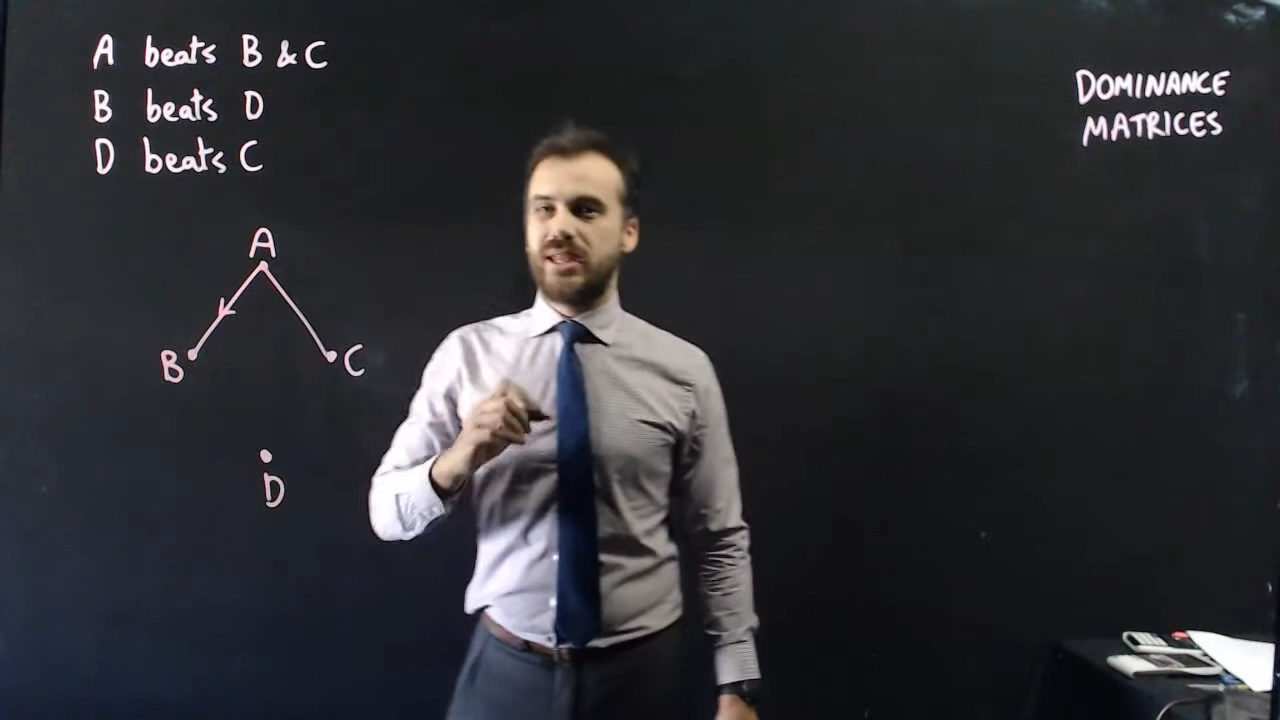 A beats B & C
B beats D
D beats C
DOMINANCE
MATRICES
A
B
C
D